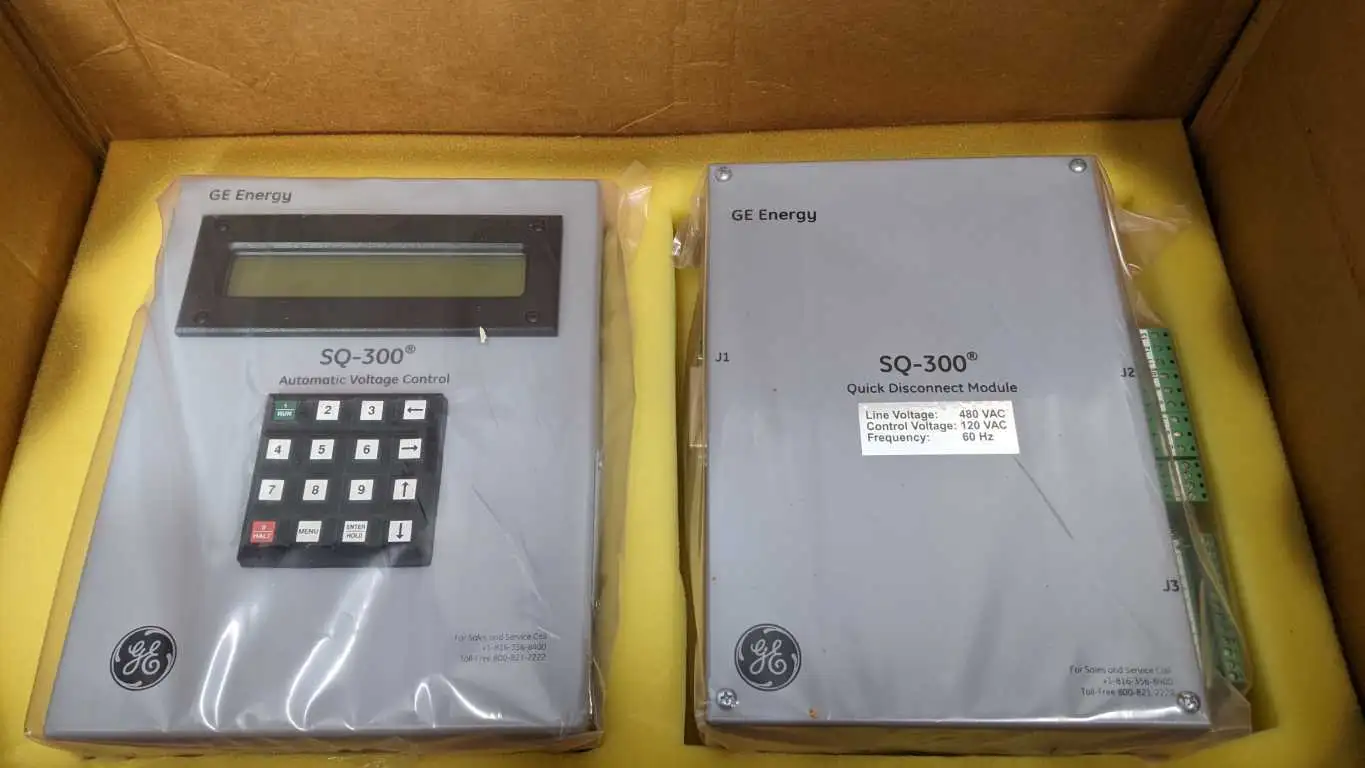 GE Energy
SQ-300®
Automatic Voltage Control
1
RUN
2
3
←
4
5
6
→
7
8
9
↑
0
HALT
MENU
ENTER
HOLD
↓
GE
For Sales and Service Call
+1-816-356-8400
Toll-Free 800-821-2222
GE Energy
J1
SQ-300®
J2
Quick Disconnect Module
Line Voltage: 480 VAC
Control Voltage: 120 VAC
Frequency: 60 Hz
J3
GE
For Sales and Service Call
+1-816-356-8400
Toll-Free 800-821-2222